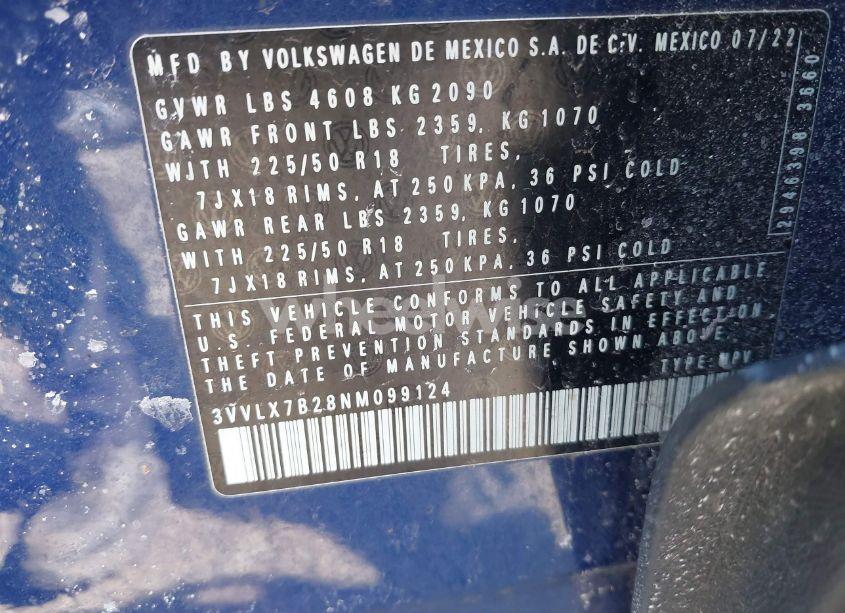 MFD BY VOLKSWAGEN DE MEXICO S.A. DE C.V. MEXICO 07/22
GVWR LBS 4608 KG 2090
GAWR FRONT LBS 2359, KG 1070
WITH 225/50 R18 TIRES,
7JX18 RIMS, AT 250 KPA, 36 PSI COLD
GAWR REAR LBS 2359, KG 1070
WITH 225/50 R18 TIRES,
7JX18 RIMS, AT 250 KPA, 36 PSI COLD
THIS VEHICLE CONFORMS TO ALL APPLICABLE
U.S. FEDERAL MOTOR VEHICLE SAFETY AND
THEFT PREVENTION STANDARDS IN EFFECT ON
THE DATE OF MANUFACTURE SHOWN ABOVE
TYPE: MPV
3VVLX7B28NM099124
2946398 3660
wheelwise